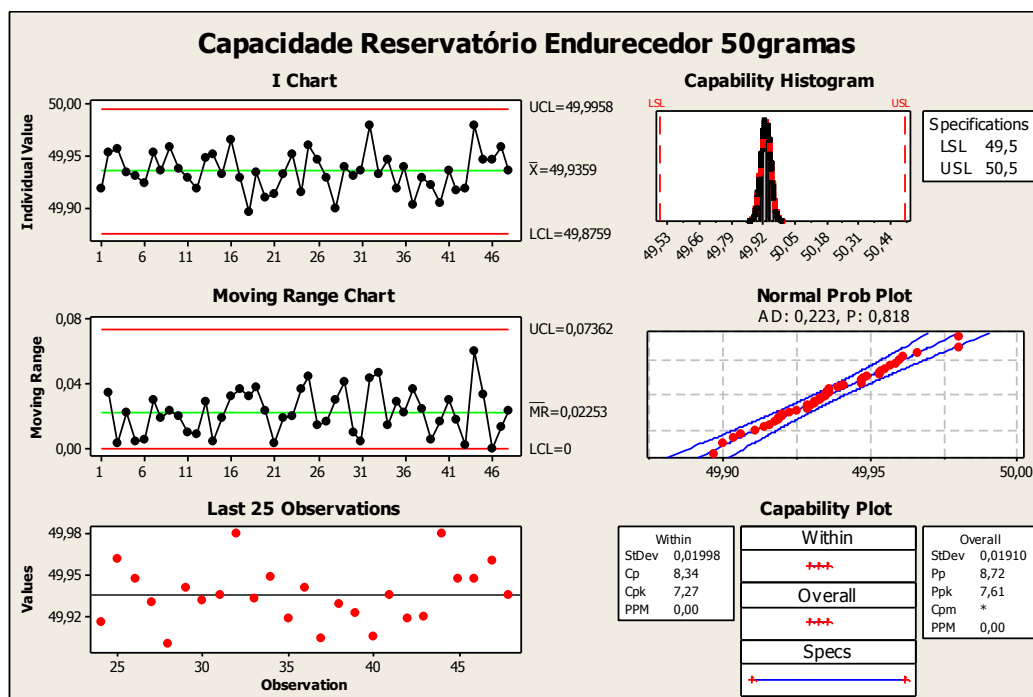 Capacidade Reservatório Endurecedor 50gramas
I Chart
Individual Value
50,00
49,95
49,90
UCL=49,9958
X=49,9359
LCL=49,8759
1 6 11 16 21 26 31 36 41 46
Capability Histogram
LSL USL
49,53 49,66 49,79 49,92 50,05 50,18 50,31 50,44
Specifications
LSL 49,5
USL 50,5
Moving Range Chart
Moving Range
0,08
0,04
0,00
UCL=0,07362
MR=0,02253
LCL=0
1 6 11 16 21 26 31 36 41 46
Normal Prob Plot
AD: 0,223, P: 0,818
49,90 49,95 50,00
Last 25 Observations
Values
49,98
49,95
49,92
25 30 35 40 45
Observation
Capability Plot
Within
StDev 0,01998
Cp 8,34
Cpk 7,27
PPM 0,00
Within
Overall
Specs
Overall
StDev 0,01910
Pp 8,72
Ppk 7,61
Cpm *
PPM 0,00